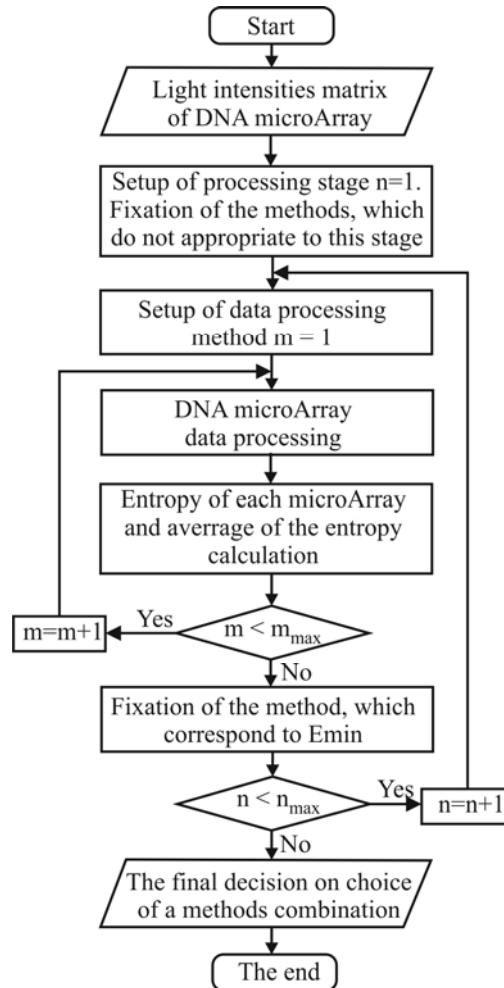 Start
Light intensities matrix
of DNA microArray
Setup of processing stage n=1.
Fixation of the methods, which
do not appropriate to this stage
Setup of data processing
method m = 1
DNA microArray
data processing
Entropy of each microArray
and averrage of the entropy
calculation
Yes
m=m+1
m < mmax
No
Fixation of the method, which
correspond to Emin
n < nmax
Yes
n=n+1
No
The final decision on choice
of a methods combination
The end